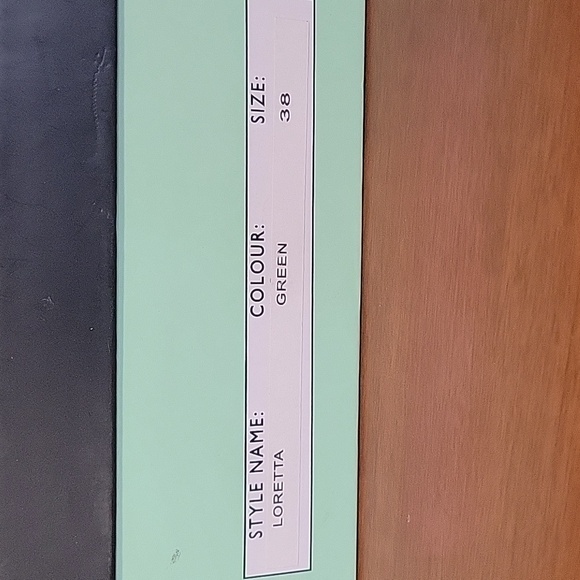 STYLE NAME: COLOUR: SIZE:
LORETTA GREEN 38